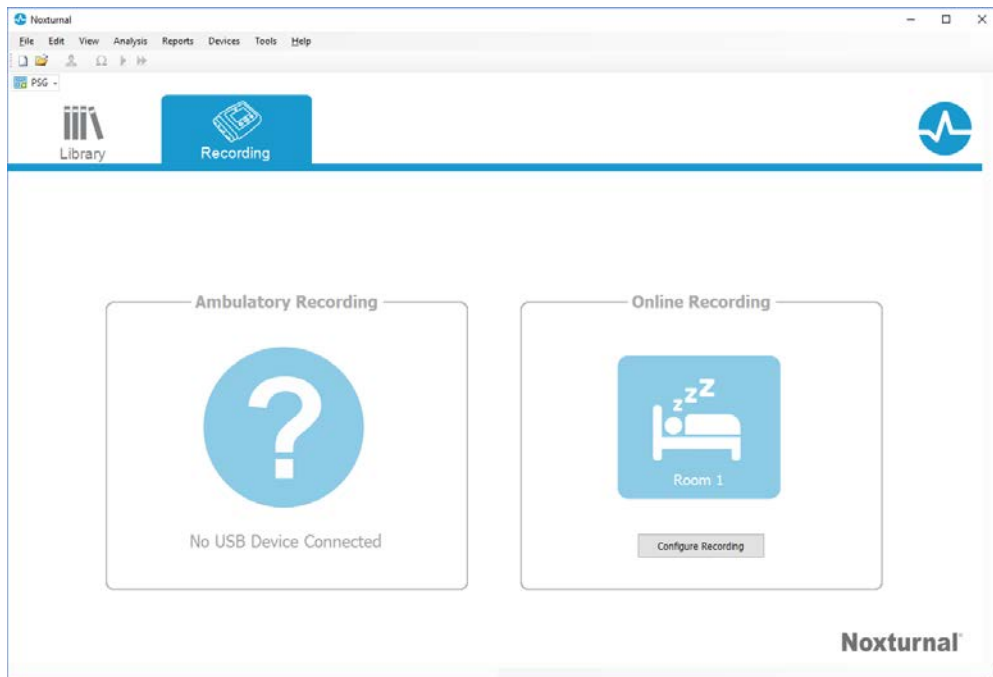 Noxturnal
File Edit View Analysis Reports Devices Tools Help
PSG
Library
Recording
Ambulatory Recording
No USB Device Connected
Online Recording
zzZ
Room 1
Configure Recording
Noxturnal